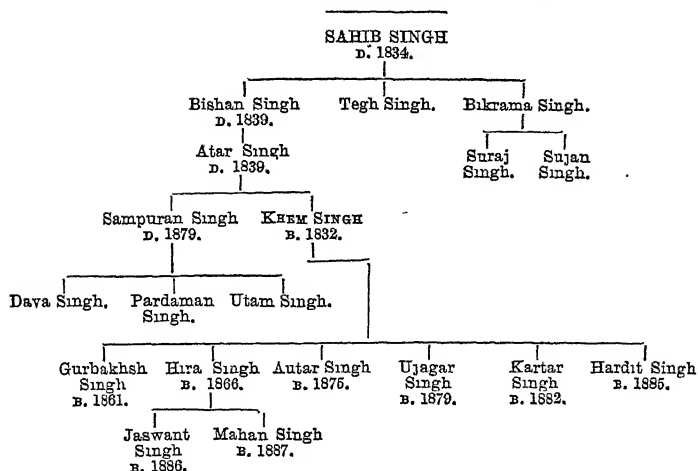 SAHIB SINGH
D. 1834.
Bishan Singh
D. 1839.
Tegh Singh.
Bikrama Singh.
Atar Singh
D. 1839.
Suraj
Singh.
Sujan
Singh.
Sampuran Singh
D. 1879.
KHEM SINGH
B. 1832.
Dava Singh.
Pardaman
Singh.
Utam Singh.
Gurbakhsh
Singh
B. 1861.
Hira Singh
B. 1866.
Autar Singh
B. 1875.
Ujagar
Singh
B. 1879.
Kartar
Singh
B. 1882.
Hardit Singh
B. 1885.
Jaswant
Singh
B. 1886.
Mahan Singh
B. 1887.